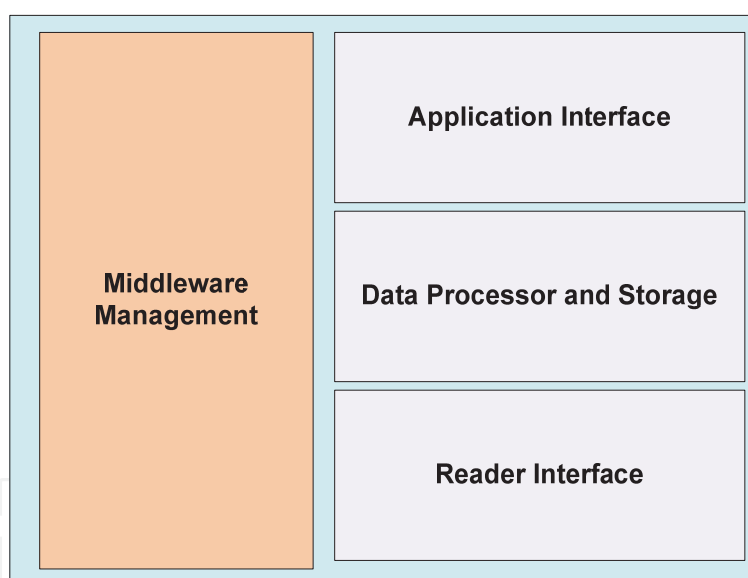 Middleware
Management
Application Interface
Data Processor and Storage
Reader Interface